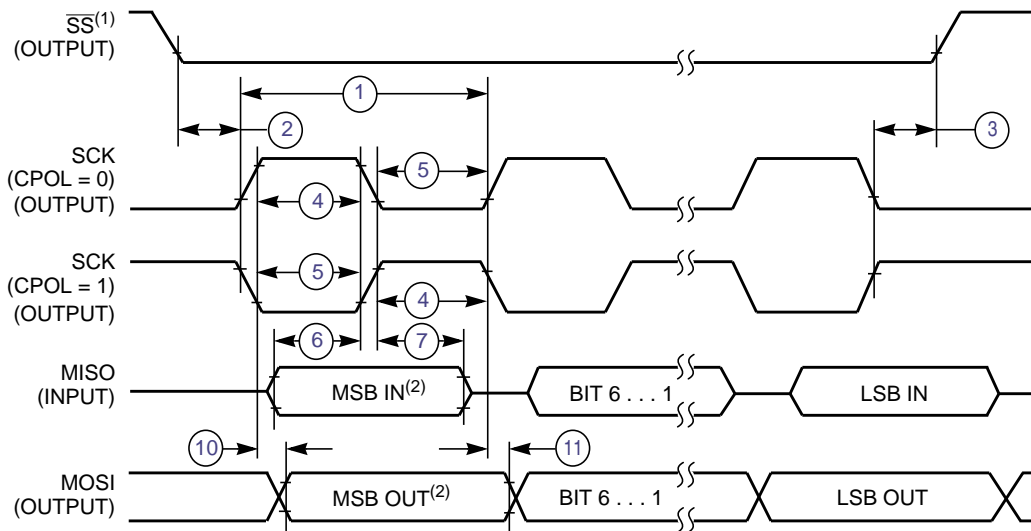 SS(1)
(OUTPUT)
1
2
3
SCK
(CPOL = 0)
(OUTPUT)
5
4
SCK
(CPOL = 1)
(OUTPUT)
5
4
6
7
MISO
(INPUT)
MSB IN(2)
BIT 6 . . . 1
LSB IN
10
11
MOSI
(OUTPUT)
MSB OUT(2)
BIT 6 . . . 1
LSB OUT